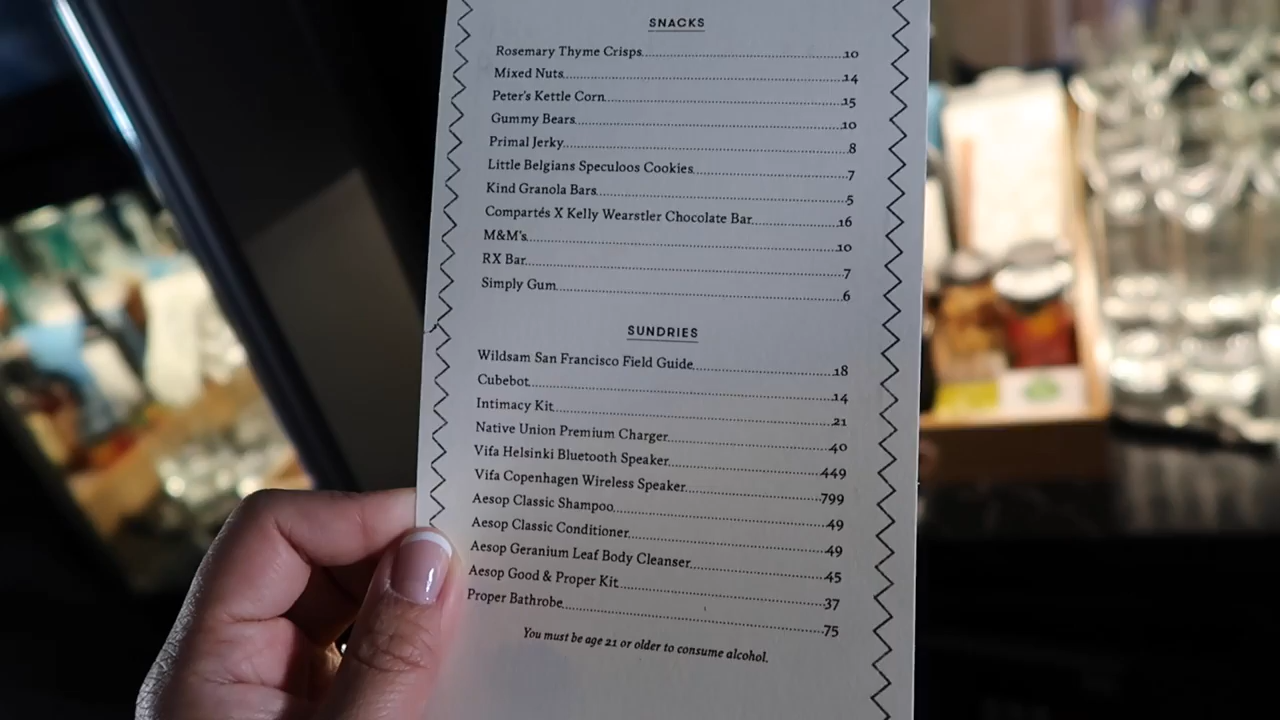 SNACKS
Rosemary Thyme Crisps 10
Mixed Nuts 14
Peter's Kettle Corn 15
Gummy Bears 10
Primal Jerky 8
Little Belgians Speculoos Cookies 7
Kind Granola Bars 5
Compartés X Kelly Wearstler Chocolate Bar 16
M&M's 10
RX Bar 7
Simply Gum 6
SUNDRIES
Wildsam San Francisco Field Guide 18
Cubebot 14
Intimacy Kit 21
Native Union Premium Charger 40
Vifa Helsinki Bluetooth Speaker 449
Vifa Copenhagen Wireless Speaker 799
Aesop Classic Shampoo 49
Aesop Classic Conditioner 49
Aesop Geranium Leaf Body Cleanser 45
Aesop Good & Proper Kit 37
Proper Bathrobe 75
You must be age 21 or older to consume alcohol.